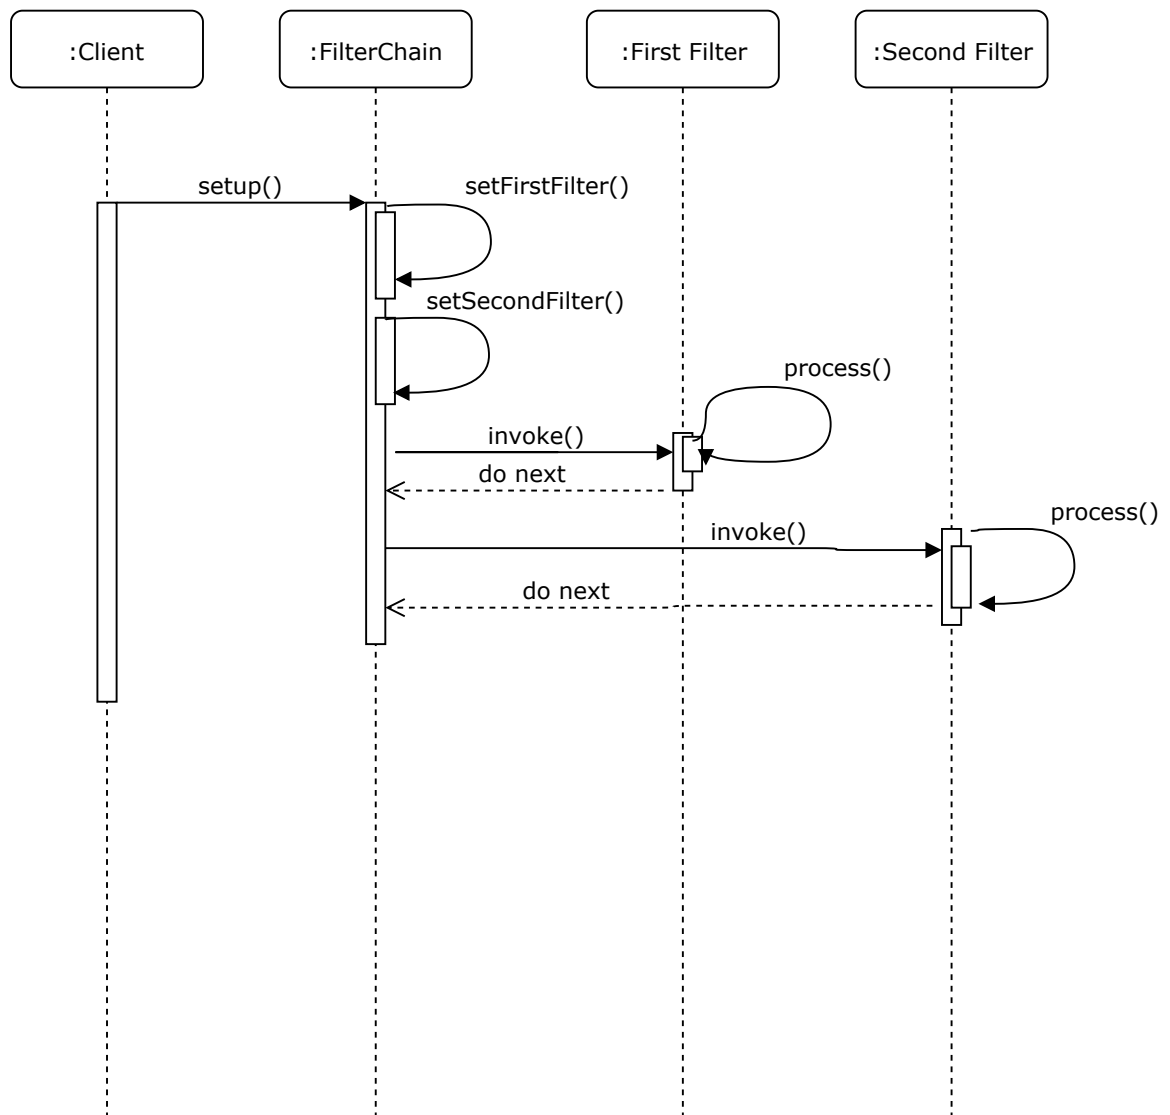 :Client
:FilterChain
:First Filter
:Second Filter
setup()
setFirstFilter()
setSecondFilter()
process()
invoke()
do next
process()
invoke()
do next